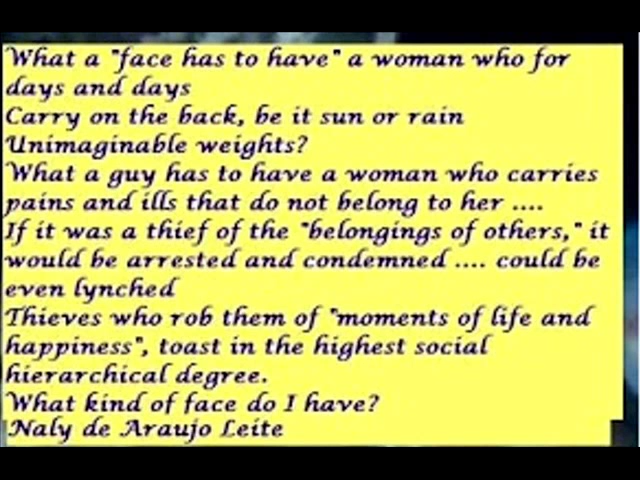 What a "face has to have" a woman who for
days and days
Carry on the back, be it sun or rain
Unimaginable weights?
What a guy has to have a woman who carries
pains and ills that do not belong to her ....
If it was a thief of the "belongings of others," it
would be arrested and condemned .... could be
even lynched
Thieves who rob them of "moments of life and
happiness", toast in the highest social
hierarchical degree.
What kind of face do I have?
Naly de Araujo Leite